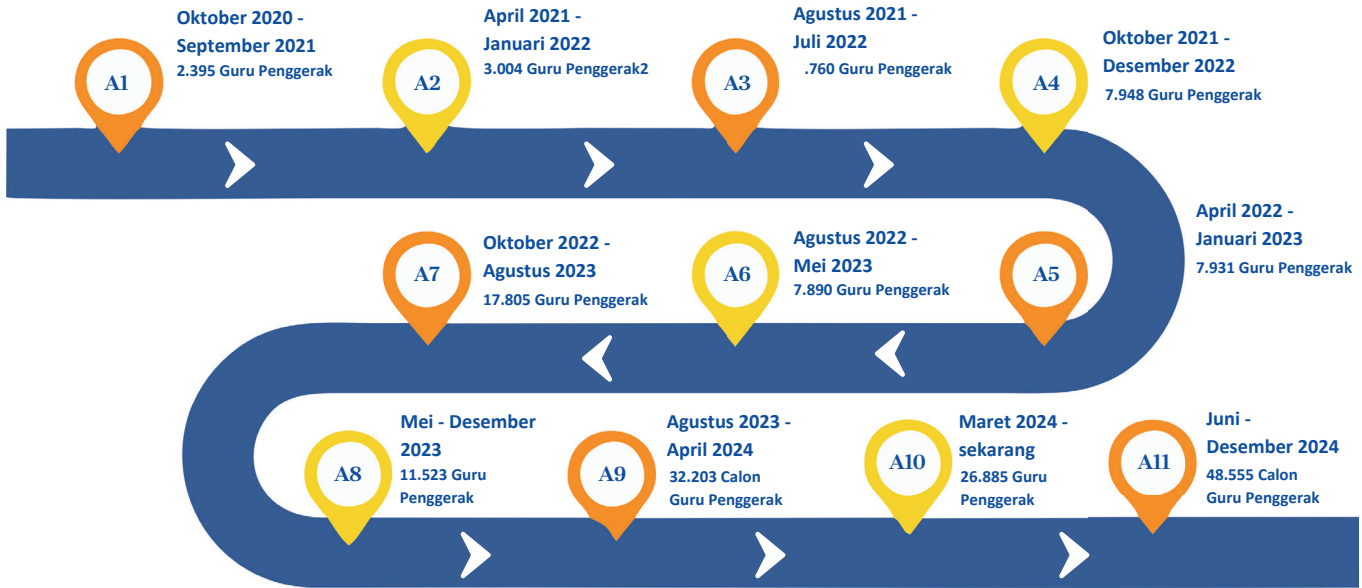 A1
Oktober 2020 -
September 2021
2.395 Guru Penggerak
A2
April 2021 -
Januari 2022
3.004 Guru Penggerak2
A3
Agustus 2021 -
Juli 2022
.760 Guru Penggerak
A4
Oktober 2021 -
Desember 2022
7.948 Guru Penggerak
A5
April 2022 -
Januari 2023
7.931 Guru Penggerak
A6
Agustus 2022 -
Mei 2023
7.890 Guru Penggerak
A7
Oktober 2022 -
Agustus 2023
17.805 Guru Penggerak
A8
Mei - Desember
2023
11.523 Guru
Penggerak
A9
Agustus 2023 -
April 2024
32.203 Calon
Guru Penggerak
A10
Maret 2024 -
sekarang
26.885 Guru
Penggerak
A11
Juni -
Desember 2024
48.555 Calon
Guru Penggerak